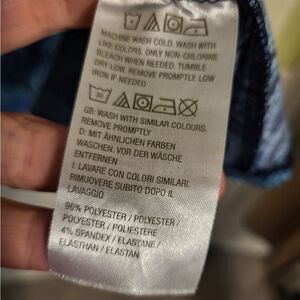 MACHINE WASH COLD, WASH WITH
LIKE COLORS, ONLY NON-CHLORINE
BLEACH WHEN NEEDED. TUMBLE
DRY LOW, REMOVE PROMPTLY. LOW
IRON IF NEEDED
30
GB: WASH WITH SIMILAR COLOURS.
REMOVE PROMPTLY
D: MIT ÄHNLICHEN FARBEN
WASCHEN. VOR DER WÄSCHE
ENTFERNEN
I: LAVARE CON COLORI SIMILARI.
RIMUOVERE SUBITO DOPO IL
LAVAGGIO
96% POLYESTER / POLYESTER /
POLYESTER / POLIESTERE
4% SPANDEX / ELASTANE /
ELASTHAN / ELASTAN